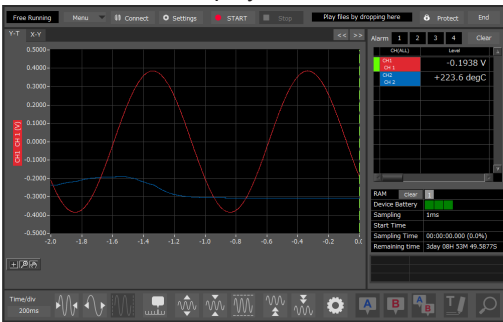 Free Running Menu Connect Settings START Stop Play files by dropping here Protect End
Y-T X-Y << >>
Alarm 1 2 3 4 Clear
CH(ALL) Level
CH1 CH 1 -0.1938 V
CH2 CH 2 +223.6 degC
CH1 CH 1 [V]
0.5000
0.4000
0.3000
0.2000
0.1000
-0.0000
-0.1000
-0.2000
-0.3000
-0.4000
-0.5000
-2.0 -1.8 -1.6 -1.4 -1.2 -1.0 -0.8 -0.6 -0.4 -0.2 0.0
RAM Clear 1
Device Battery
Sampling 1ms
Start Time
Sampling Time 00:00:00.000 (0.0%)
Remaining time 3day 08H 53M 49.5877S
Time/div
200ms
A B A B T